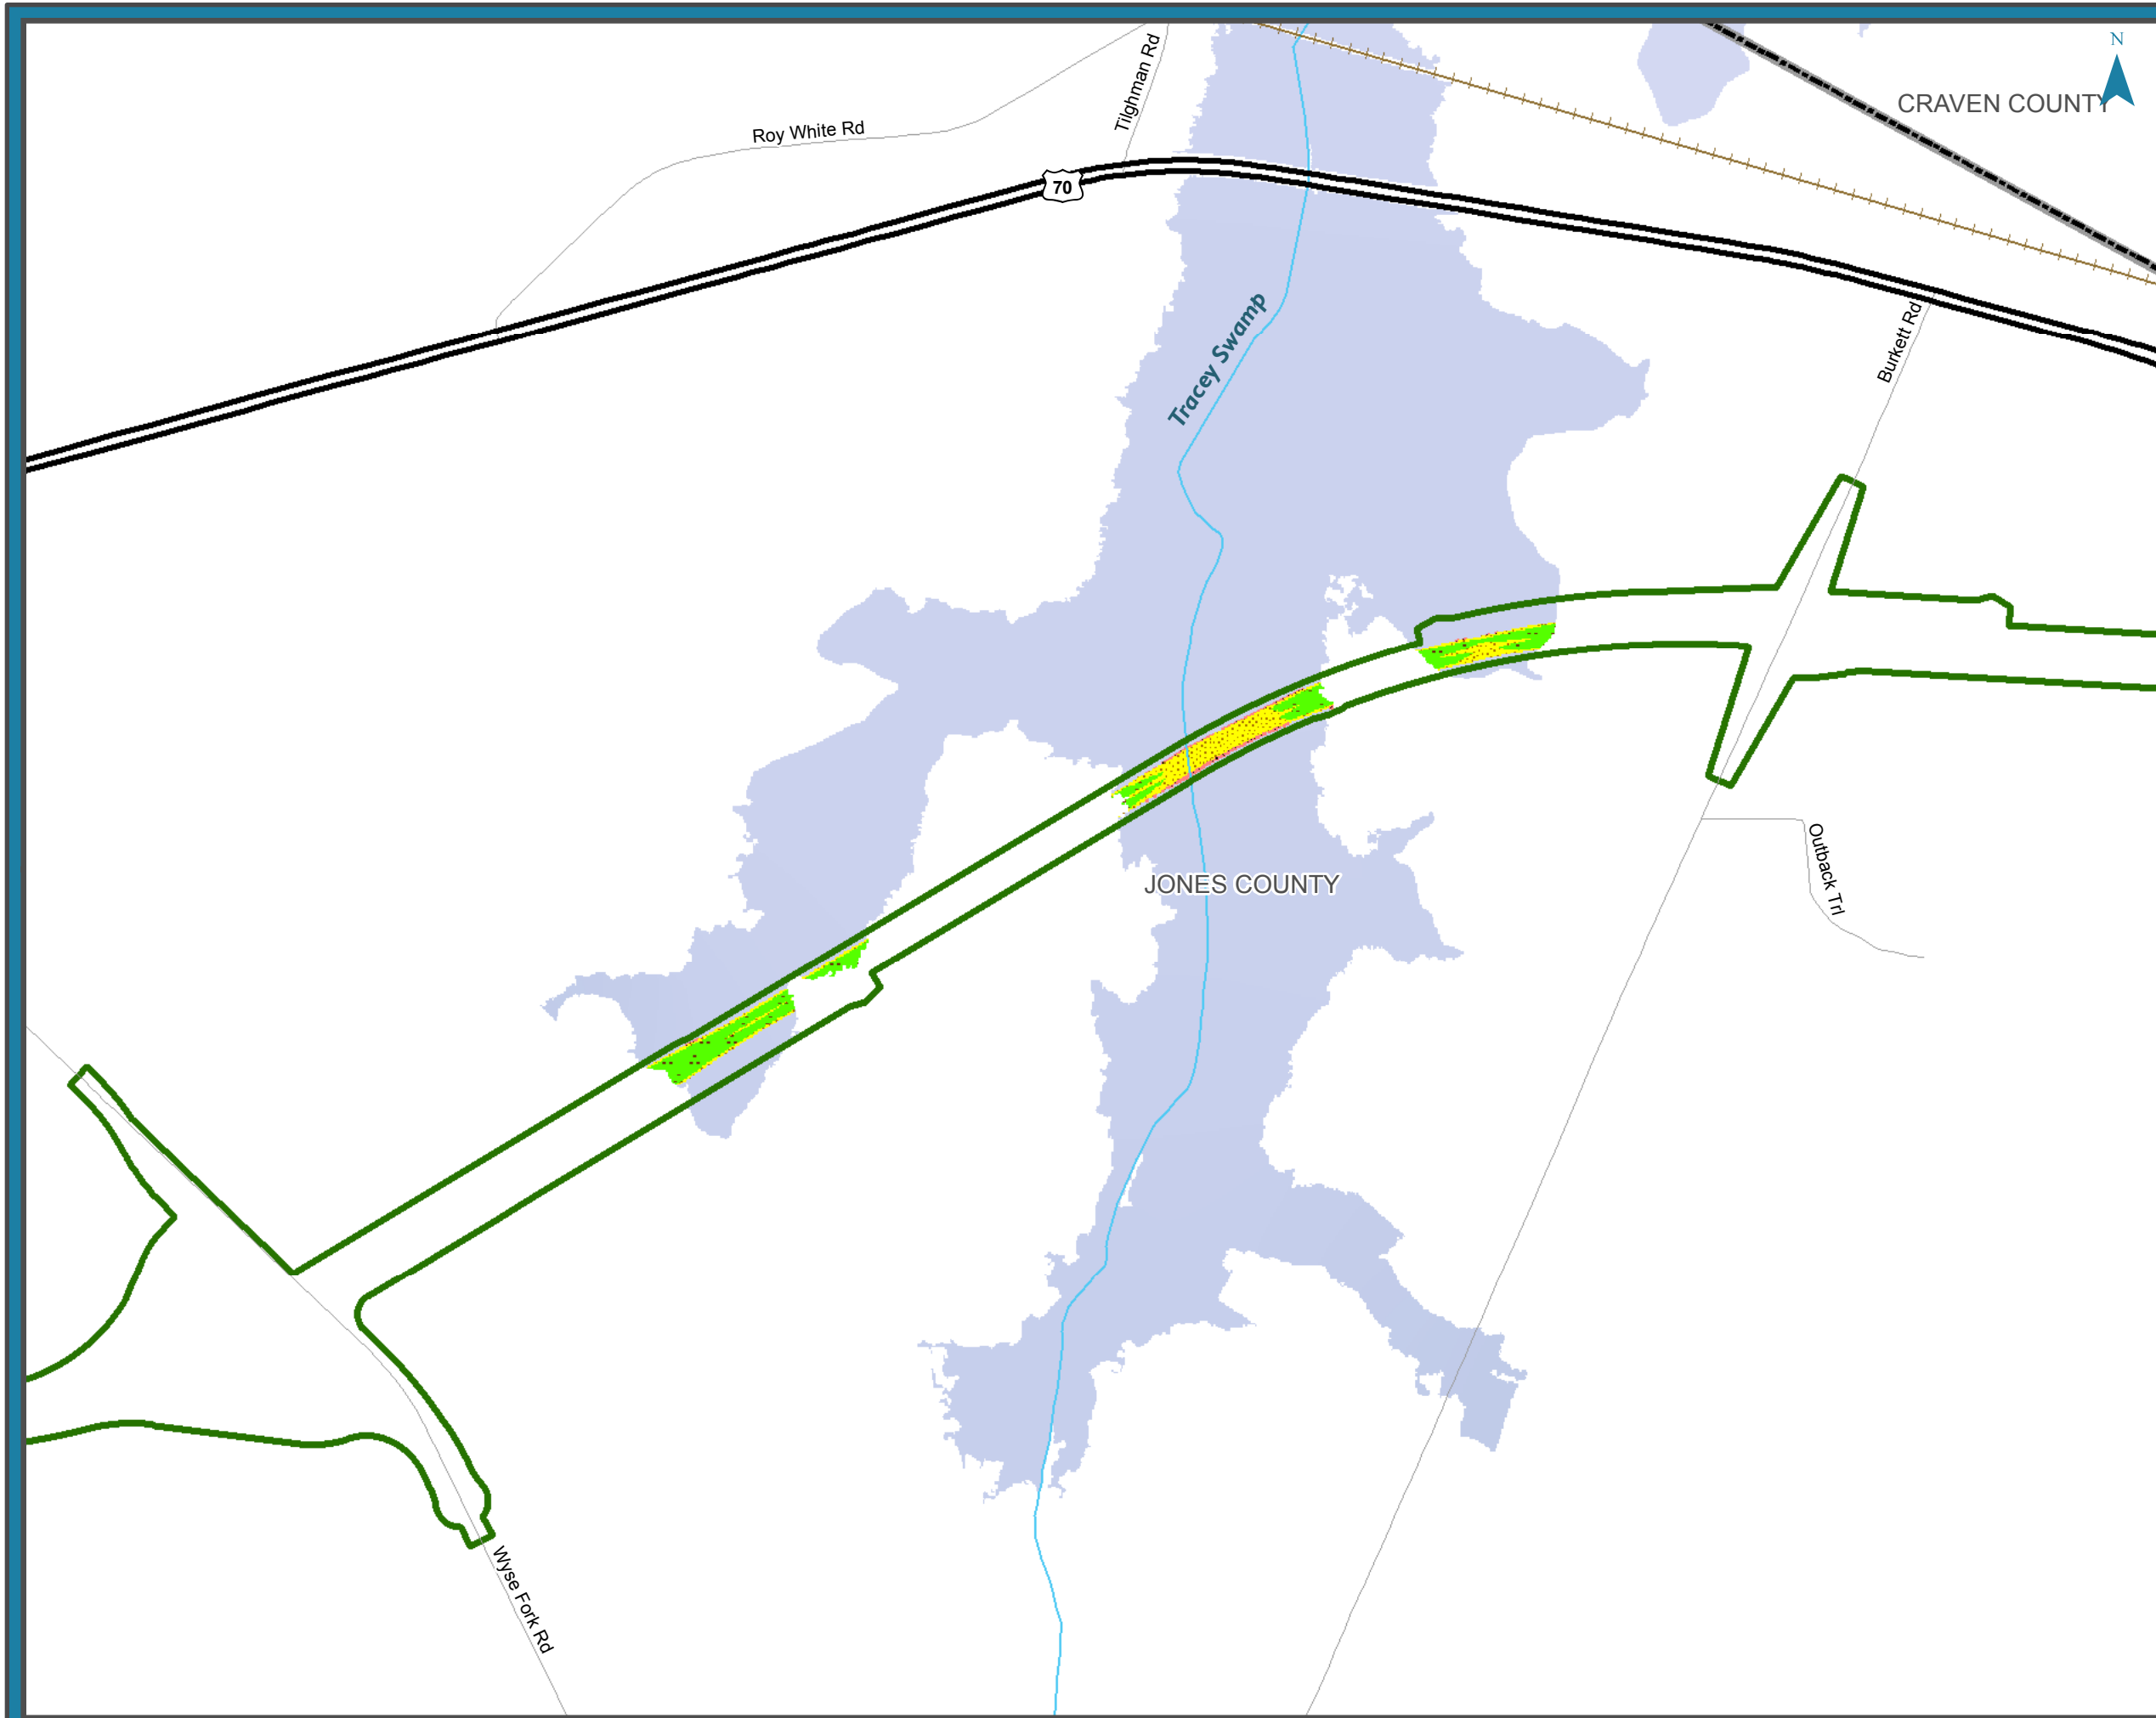 N
Tilghman Rd
CRAVEN COUNTY
Roy White Rd
70
Tracey Swamp
Burkett Rd
Outback Trl
JONES COUNTY
Wyse Fork Rd